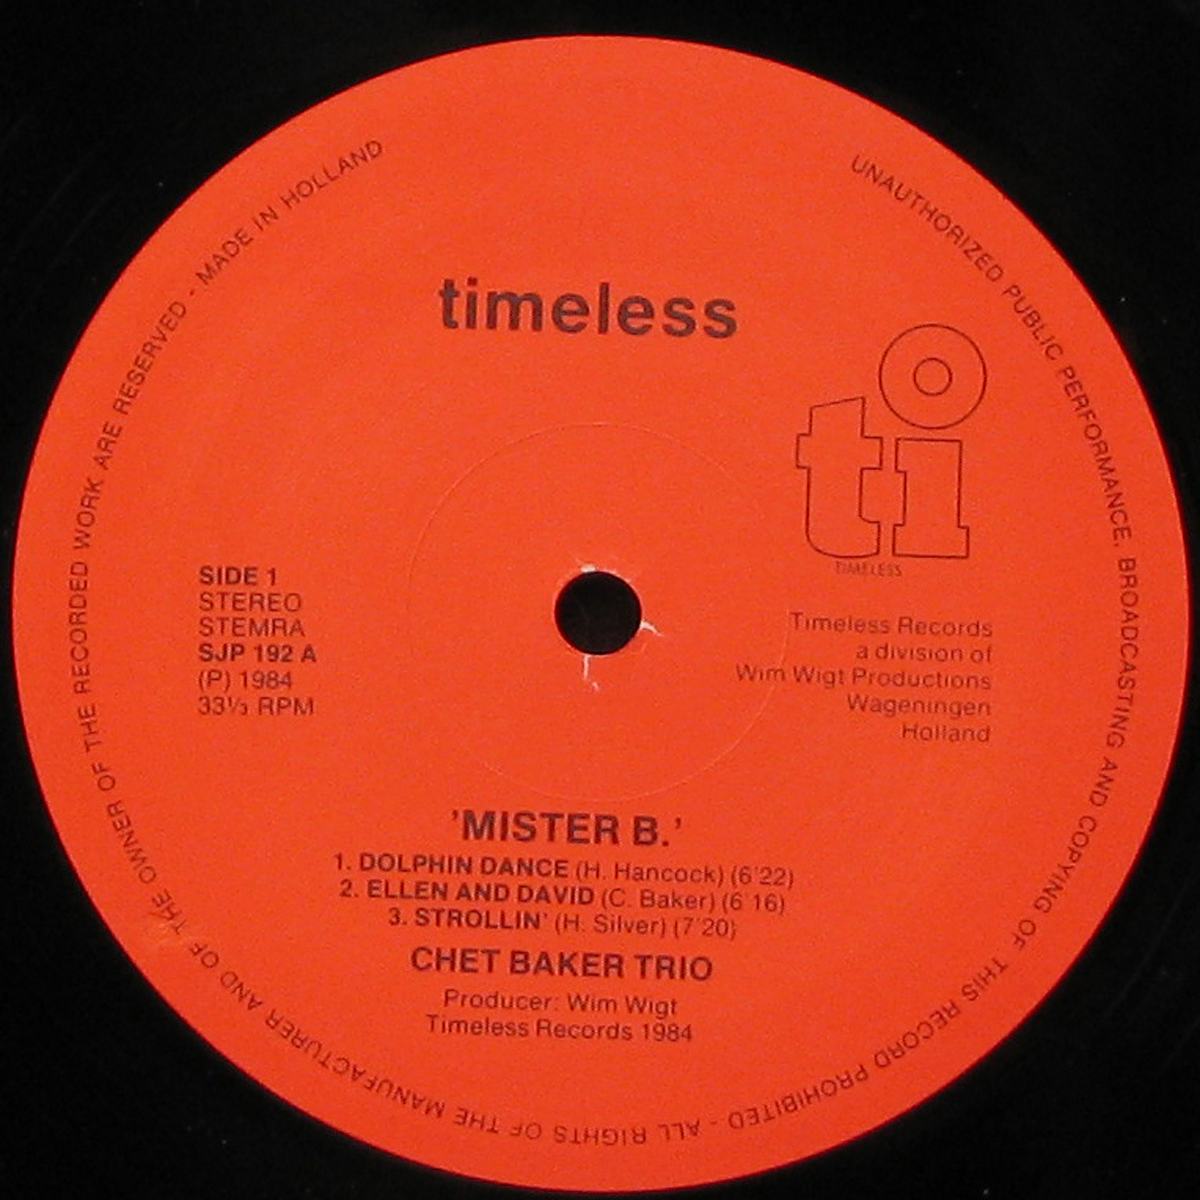 timeless
TIMELESS
SIDE 1
STEREO
STEMRA
SJP 192 A
(P) 1984
33⅓ RPM
Timeless Records
a division of
Wim Wigt Productions
Wageningen
Holland
'MISTER B.'
1. DOLPHIN DANCE (H. Hancock) (6'22)
2. ELLEN AND DAVID (C. Baker) (6'16)
3. STROLLIN' (H. Silver) (7'20)
CHET BAKER TRIO
Producer: Wim Wigt
Timeless Records 1984
UNAUTHORIZED PUBLIC PERFORMANCE, BROADCASTING AND COPYING OF THIS RECORD PROHIBITED - ALL RIGHTS OF THE MANUFACTURER AND OF THE OWNER OF THE RECORDED WORK ARE RESERVED - MADE IN HOLLAND